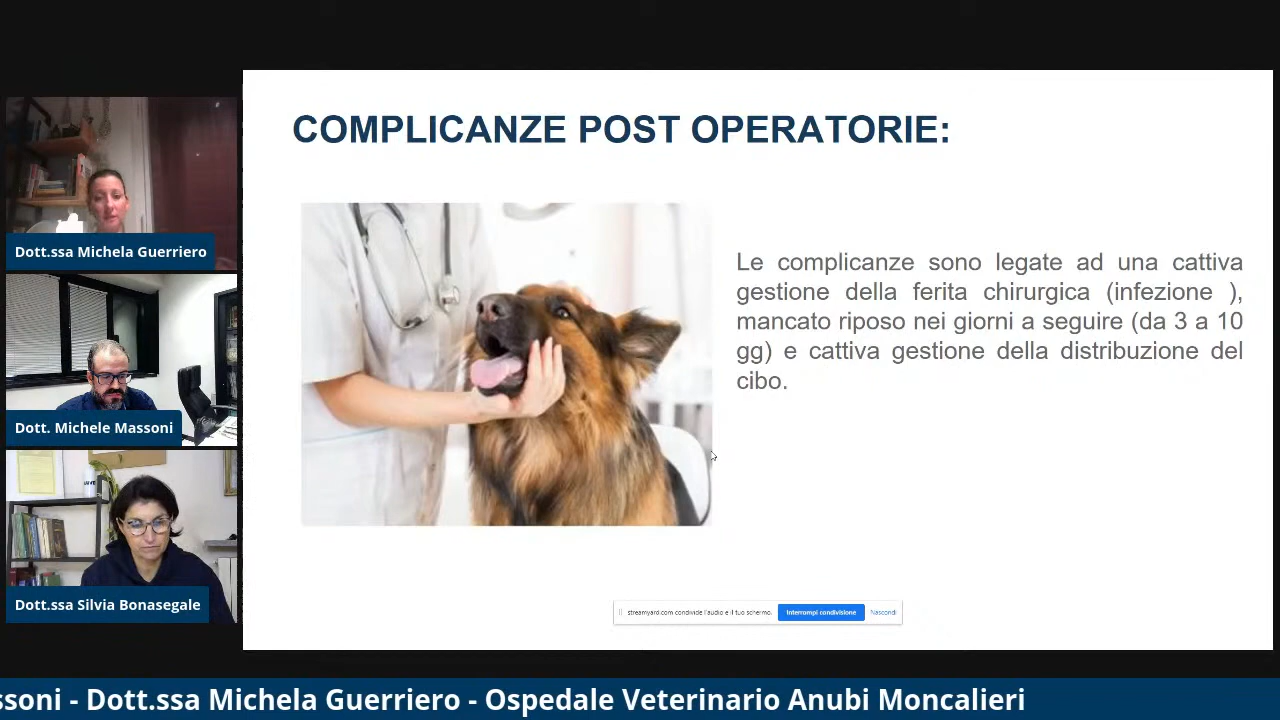 COMPLICANZE POST OPERATORIE:
Dott.ssa Michela Guerriero
Le complicanze sono legate ad una cattiva
gestione della ferita chirurgica (infezione ),
mancato riposo nei giorni a seguire (da 3 a 10
gg) e cattiva gestione della distribuzione del
cibo.
Dott. Michele Massoni
Dott.ssa Silvia Bonasegale
streamyard.com condivide l'audio e il tuo schermo.
Interrompi condivisione
Nascondi
ssoni - Dott.ssa Michela Guerriero - Ospedale Veterinario Anubi Moncalieri